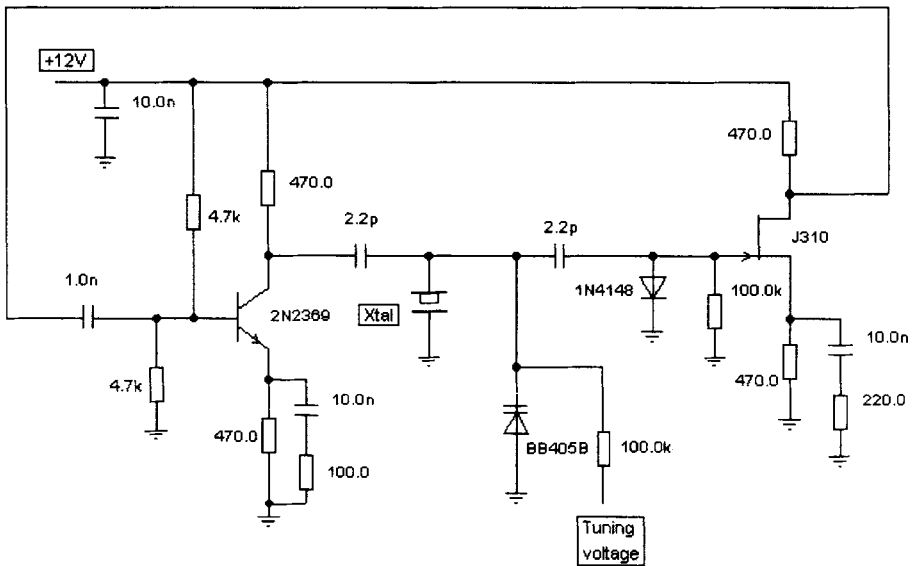 +12V
10.0n
470.0
470.0
4.7k
2.2p
2.2p
J310
1.0n
1N4148
100.0k
2N2369
Xtal
10.0n
4.7k
470.0
10.0n
220.0
470.0
BB405B
100.0k
100.0
Tuning
voltage